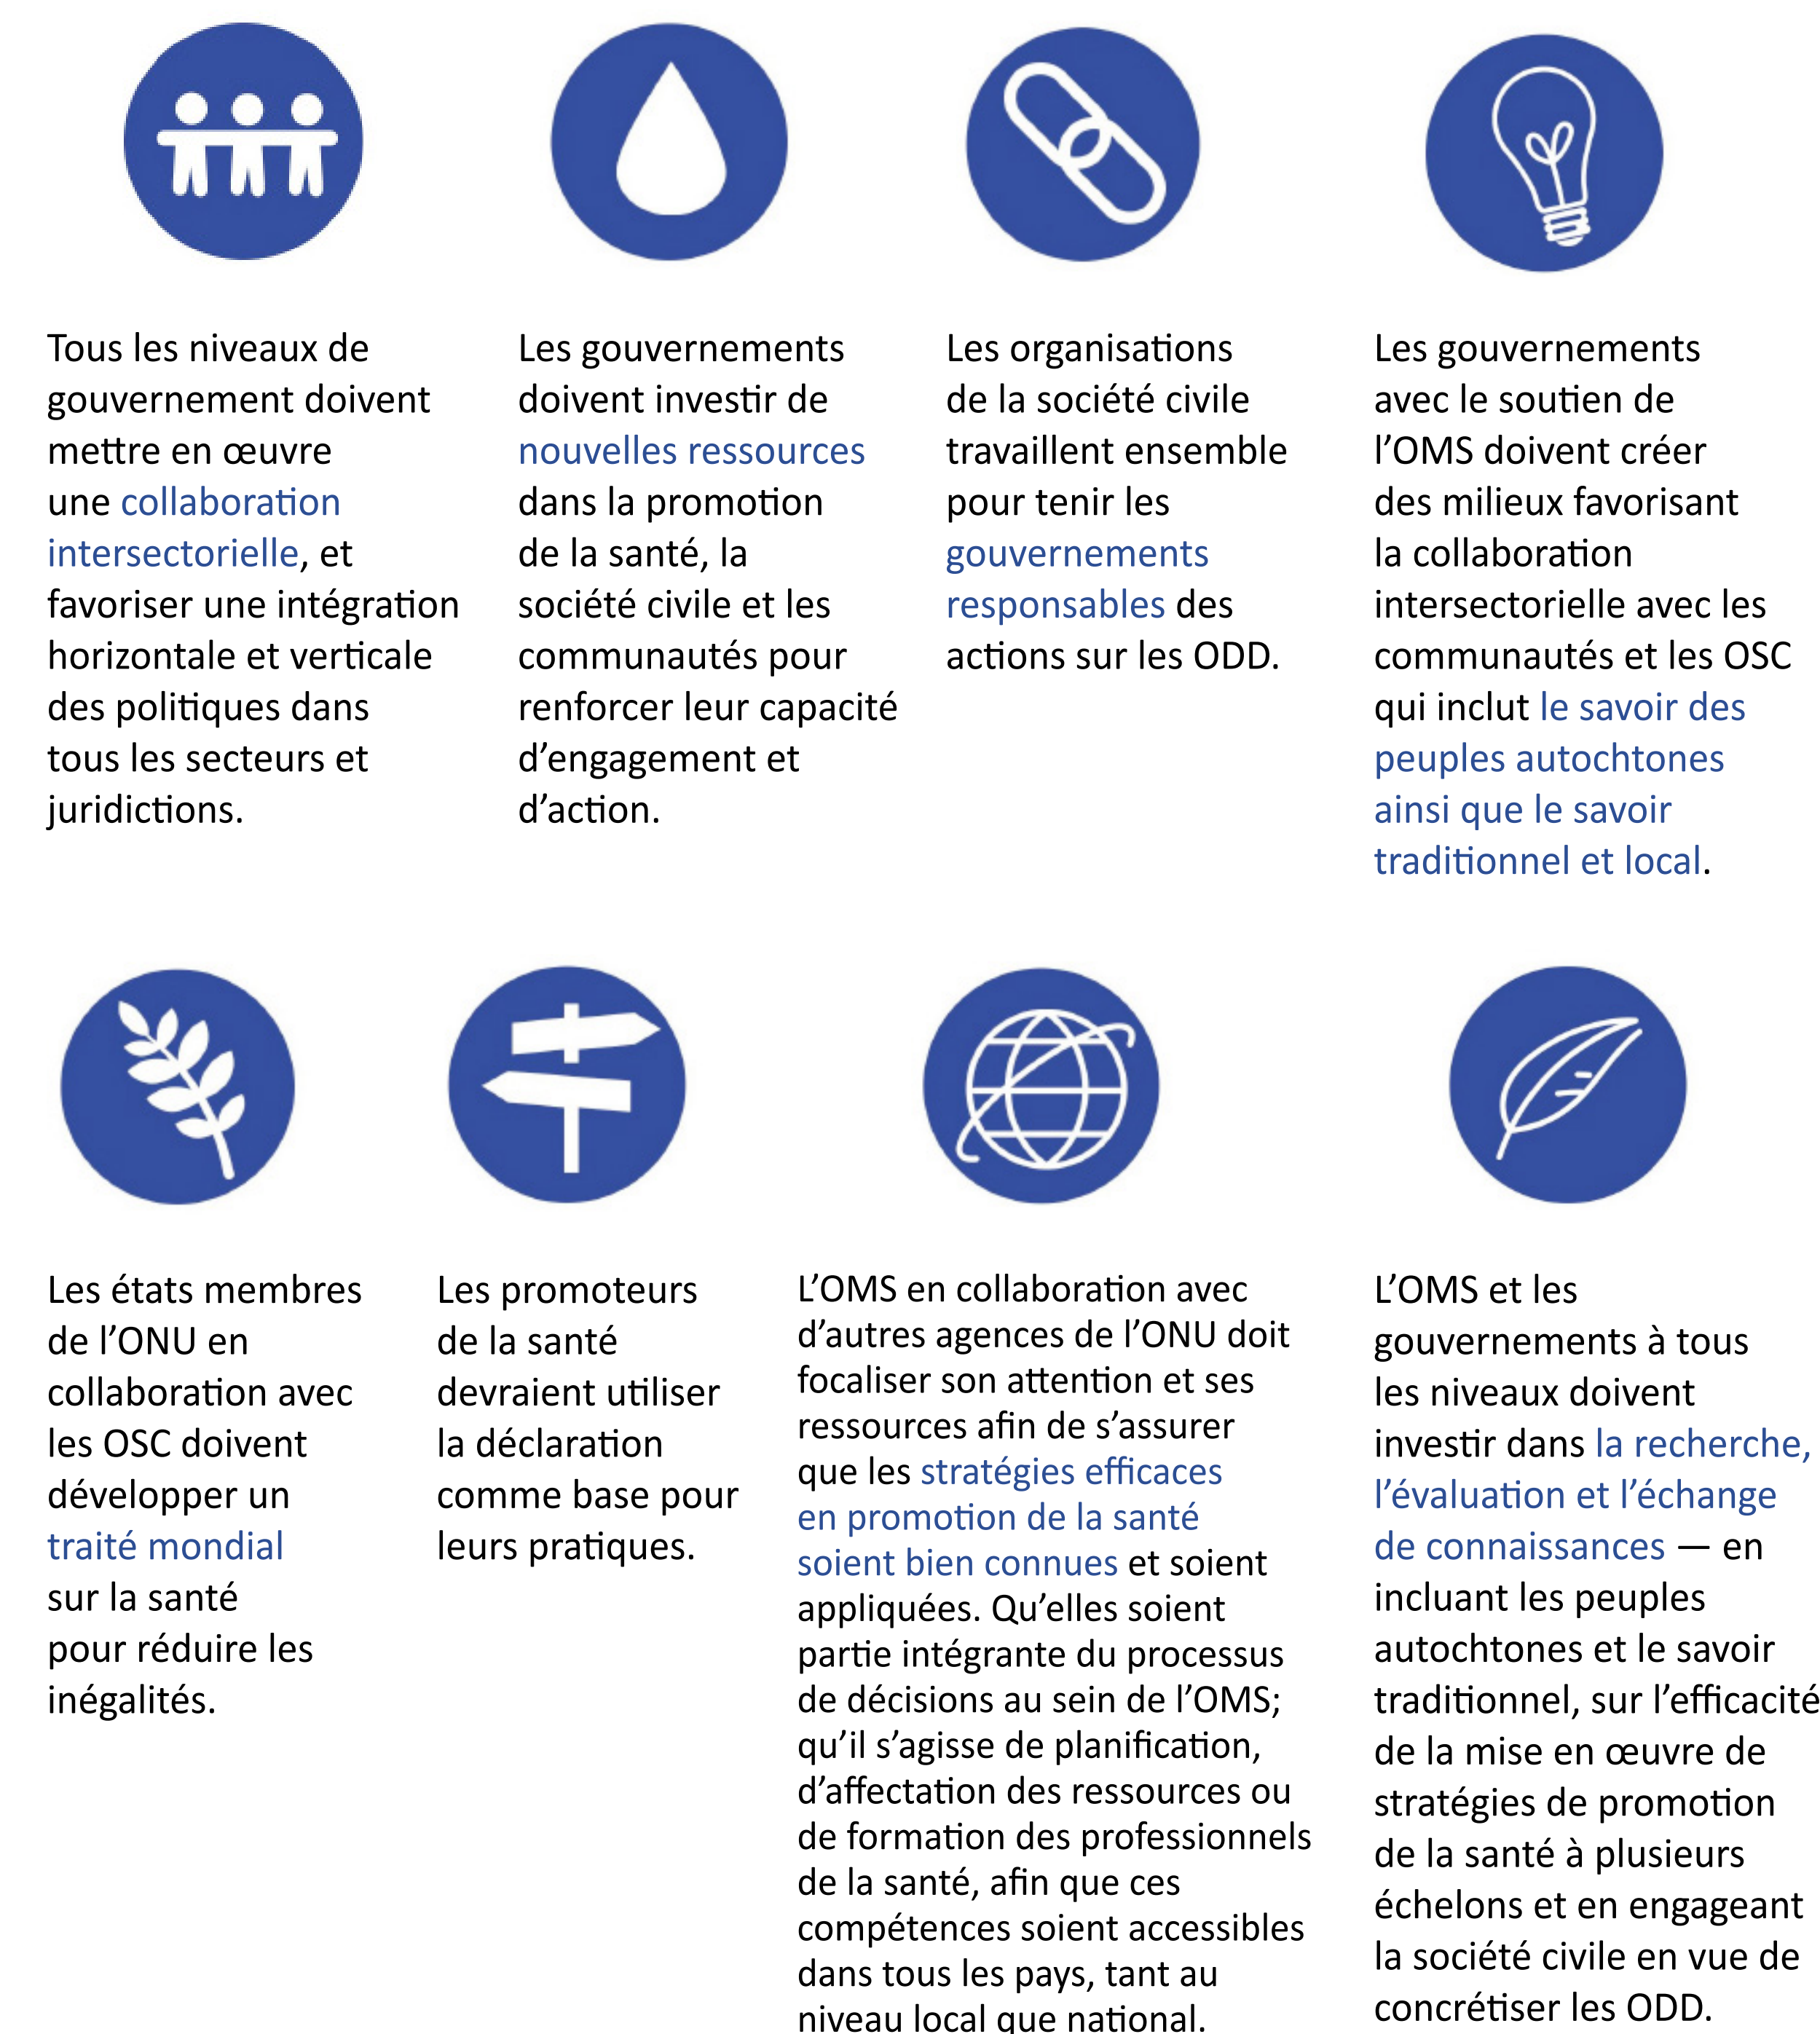 Tous les niveaux de
gouvernement doivent
mettre en œuvre
une collaboration
intersectorielle, et
favoriser une intégration
horizontale et verticale
des politiques dans
tous les secteurs et
juridictions.
Les gouvernements
doivent investir de
nouvelles ressources
dans la promotion
de la santé, la
société civile et les
communautés pour
renforcer leur capacité
d’engagement et
d’action.
Les organisations
de la société civile
travaillent ensemble
pour tenir les
gouvernements
responsables des
actions sur les ODD.
Les gouvernements
avec le soutien de
l’OMS doivent créer
des milieux favorisant
la collaboration
intersectorielle avec les
communautés et les OSC
qui inclut le savoir des
peuples autochtones
ainsi que le savoir
traditionnel et local.
Les états membres
de l’ONU en
collaboration avec
les OSC doivent
développer un
traité mondial
sur la santé
pour réduire les
inégalités.
Les promoteurs
de la santé
devraient utiliser
la déclaration
comme base pour
leurs pratiques.
L’OMS en collaboration avec
d’autres agences de l’ONU doit
focaliser son attention et ses
ressources afin de s’assurer
que les stratégies efficaces
en promotion de la santé
soient bien connues et soient
appliquées. Qu’elles soient
partie intégrante du processus
de décisions au sein de l’OMS;
qu’il s’agisse de planification,
d’affectation des ressources ou
de formation des professionnels
de la santé, afin que ces
compétences soient accessibles
dans tous les pays, tant au
niveau local que national.
L’OMS et les
gouvernements à tous
les niveaux doivent
investir dans la recherche,
l’évaluation et l’échange
de connaissances — en
incluant les peuples
autochtones et le savoir
traditionnel, sur l’efficacité
de la mise en œuvre de
stratégies de promotion
de la santé à plusieurs
échelons et en engageant
la société civile en vue de
concrétiser les ODD.